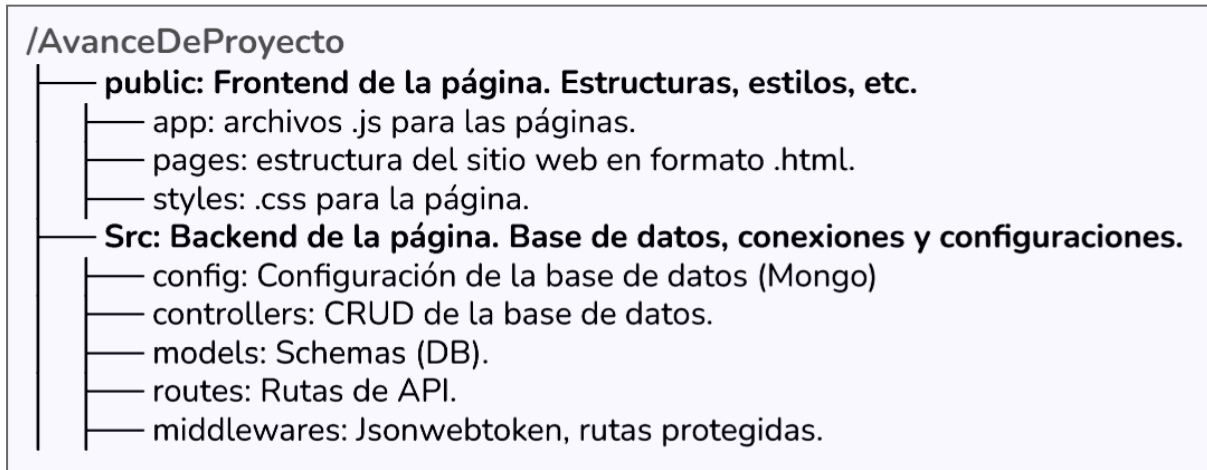 /AvanceDeProyecto
public: Frontend de la página. Estructuras, estilos, etc.
app: archivos .js para las páginas.
pages: estructura del sitio web en formato .html.
styles: .css para la página.
Src: Backend de la página. Base de datos, conexiones y configuraciones.
config: Configuración de la base de datos (Mongo)
controllers: CRUD de la base de datos.
models: Schemas (DB).
routes: Rutas de API.
middlewares: Jsonwebtoken, rutas protegidas.